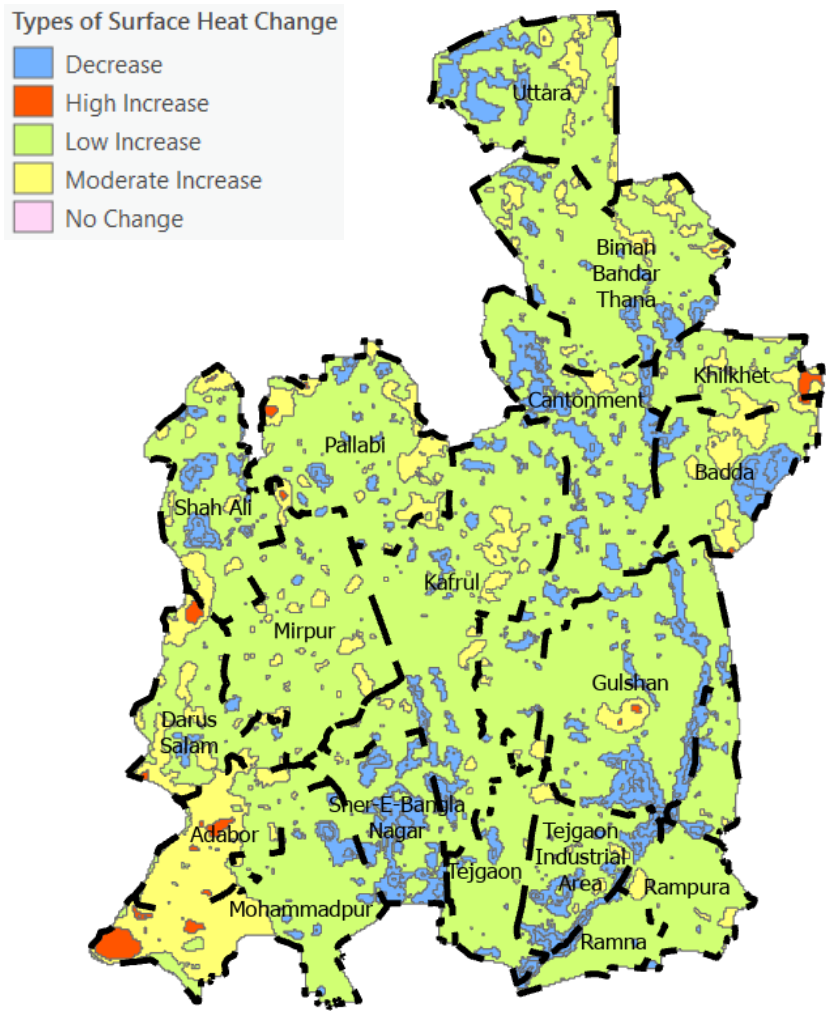 Types of Surface Heat Change
Decrease
High Increase
Low Increase
Moderate Increase
No Change
Uttara
Biman
Bandar
Thana
Khilkhet
Cantonment
Pallabi
Badda
Shah Ali
Kafrul
Mirpur
Gulshan
Darus
Salam
Sher-E-Bangla
Nagar
Adabor
Tejgaon
Industrial
Area
Tejgaon
Rampura
Mohammadpur
Ramna